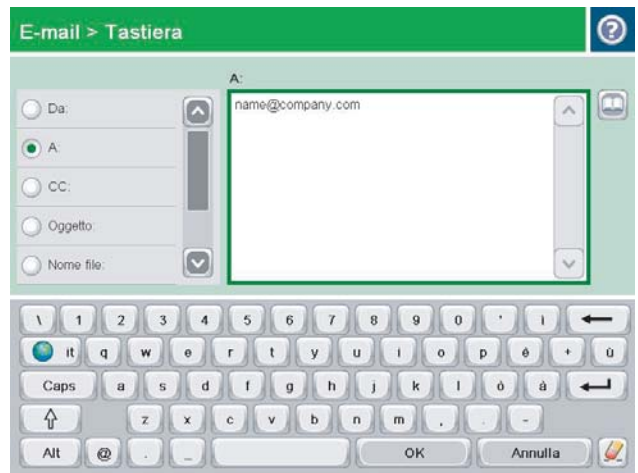 E-mail > Tastiera
?
A:
Da:
name@company.com
A:
CC:
Oggetto:
Nome file:
\ 1 2 3 4 5 6 7 8 9 0 ' ì
it q w e r t y u i o p è + ù
Caps a s d f g h j k l ò à
z x c v b n m , . -
Alt @ . _ OK Annulla